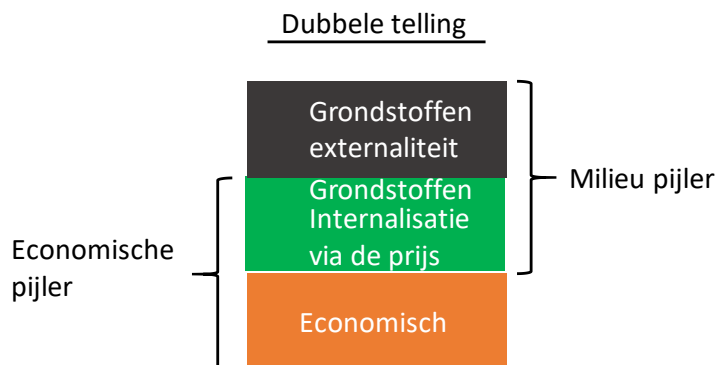 Dubbele telling
Grondstoffen
externaliteit
Grondstoffen
Internalisatie
via de prijs
Milieu pijler
Economische
pijler
Economisch